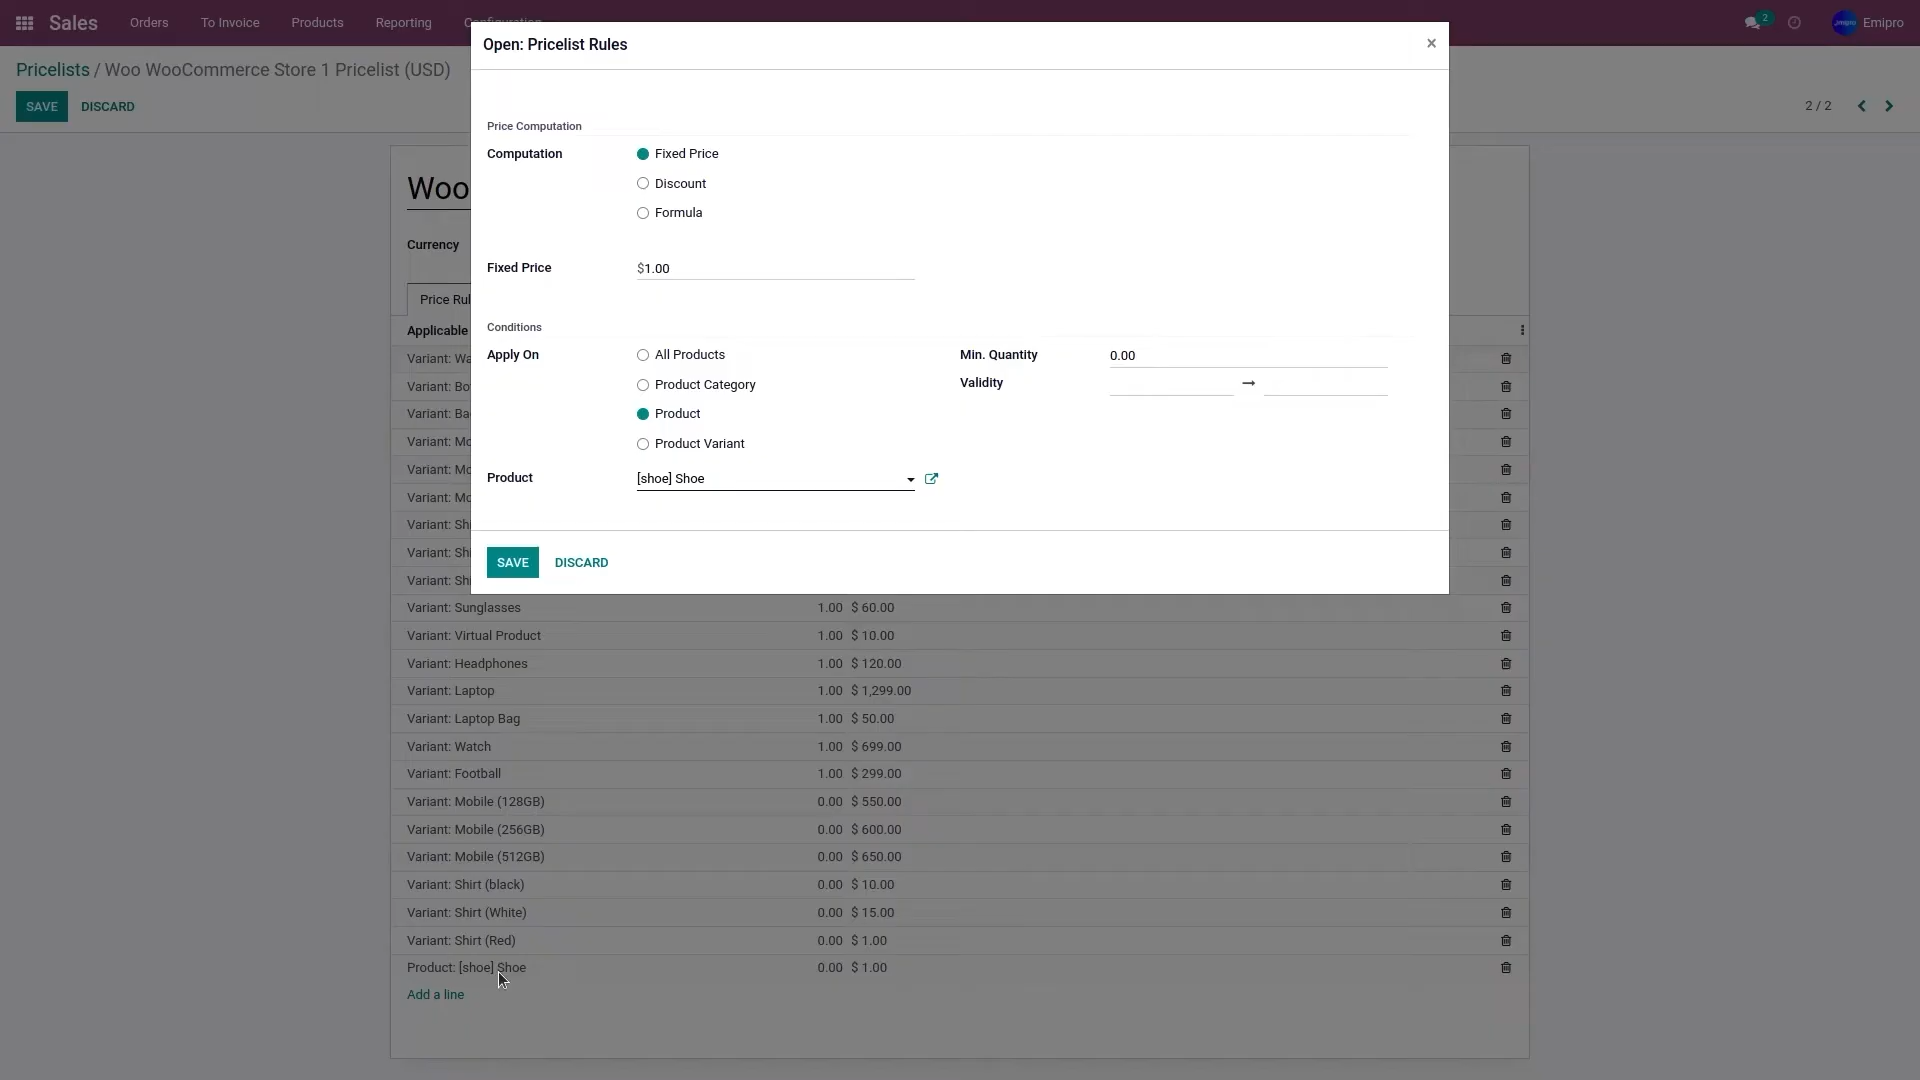 Sales Orders To Invoice Products Reporting 2 Emipro
Open: Pricelist Rules ×
Pricelists / Woo WooCommerce Store 1 Pricelist (USD)
SAVE DISCARD 2 / 2
Price Computation
Computation Fixed Price
Discount
Formula
Woo
Currency
Fixed Price $1.00
Price Rul
Conditions
Applicable
Apply On All Products Min. Quantity 0.00
Variant: Wa
Product Category Validity →
Variant: Bo
Product
Variant: Ba
Product Variant
Variant: Mo
Variant: Mo
Product [shoe] Shoe
Variant: Mo
Variant: Shi
Variant: Shi
SAVE DISCARD
Variant: Shi
Variant: Sunglasses 1.00 $ 60.00
Variant: Virtual Product 1.00 $ 10.00
Variant: Headphones 1.00 $ 120.00
Variant: Laptop 1.00 $ 1,299.00
Variant: Laptop Bag 1.00 $ 50.00
Variant: Watch 1.00 $ 699.00
Variant: Football 1.00 $ 299.00
Variant: Mobile (128GB) 0.00 $ 550.00
Variant: Mobile (256GB) 0.00 $ 600.00
Variant: Mobile (512GB) 0.00 $ 650.00
Variant: Shirt (black) 0.00 $ 10.00
Variant: Shirt (White) 0.00 $ 15.00
Variant: Shirt (Red) 0.00 $ 1.00
Product: [shoe] Shoe 0.00 $ 1.00
Add a line